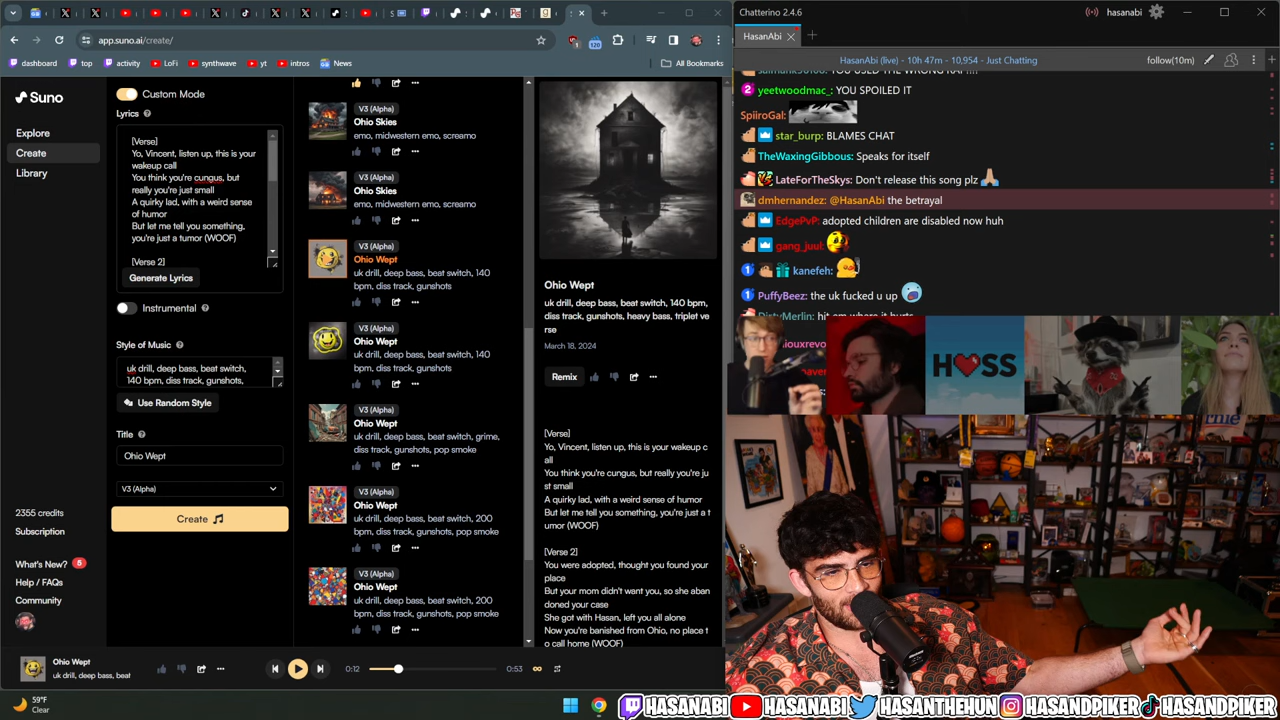 app.suno.ai/create/
dashboard
top
activity
LoFi
synthwave
yt
intros
News
All Bookmarks
Suno
Explore
Create
Library
2355 credits
Subscription
What's New?
5
Help / FAQs
Community
Custom Mode
Lyrics
[Verse]
Yo, Vincent, listen up, this is your
wakeup call
You think you're cungus, but
really you're just small
A quirky lad, with a weird sense
of humor
But let me tell you something,
you're just a tumor (WOOF)
[Verse 2]
Generate Lyrics
Instrumental
Style of Music
uk drill, deep bass, beat switch,
140 bpm, diss track, gunshots,
Use Random Style
Title
Ohio Wept
V3 (Alpha)
Create
V3 (Alpha)
Ohio Skies
emo, midwestern emo, screamo
V3 (Alpha)
Ohio Skies
emo, midwestern emo, screamo
V3 (Alpha)
Ohio Wept
uk drill, deep bass, beat switch, 140
bpm, diss track, gunshots
V3 (Alpha)
Ohio Wept
uk drill, deep bass, beat switch, 140
bpm, diss track, gunshots
V3 (Alpha)
Ohio Wept
uk drill, deep bass, beat switch, grime,
diss track, gunshots, pop smoke
V3 (Alpha)
Ohio Wept
uk drill, deep bass, beat switch, 200
bpm, diss track, gunshots, pop smoke
V3 (Alpha)
Ohio Wept
uk drill, deep bass, beat switch, 200
bpm, diss track, gunshots, pop smoke
Ohio Wept
uk drill, deep bass, beat switch, 140 bpm,
diss track, gunshots, heavy bass, triplet ve
rse
March 18, 2024
Remix
[Verse]
Yo, Vincent, listen up, this is your wakeup c
all
You think you're cungus, but really you're ju
st small
A quirky lad, with a weird sense of humor
But let me tell you something, you're just a t
umor (WOOF)
[Verse 2]
You were adopted, thought you found your
place
But your mom didn't want you, so she aban
doned your case
She got with Hasan, left you all alone
Now you're banished from Ohio, no place t
o call home (WOOF)
Ohio Wept
uk drill, deep bass, beat
0:12
0:53
59°F
Clear
Chatterino 2.4.6
hasanabi
HasanAbi
HasanAbi (live) - 10h 47m - 10,954 - Just Chatting
follow(10m)
yeetwoodmac_: YOU SPOILED IT
SpiiroGal:
star_burp: BLAMES CHAT
TheWaxingGibbous: Speaks for itself
LateForTheSkys: Don't release this song plz
dmhernandez: @HasanAbi the betrayal
EdgePvP: adopted children are disabled now huh
gang_juul:
kanefeh:
PuffyBeez: the uk fucked u up
DirtyMerlin: hit em where it hurts
H SS
HASANABI
HASANABI
HASANTHEHUN
HASANDPIKER
HASANDPIKER